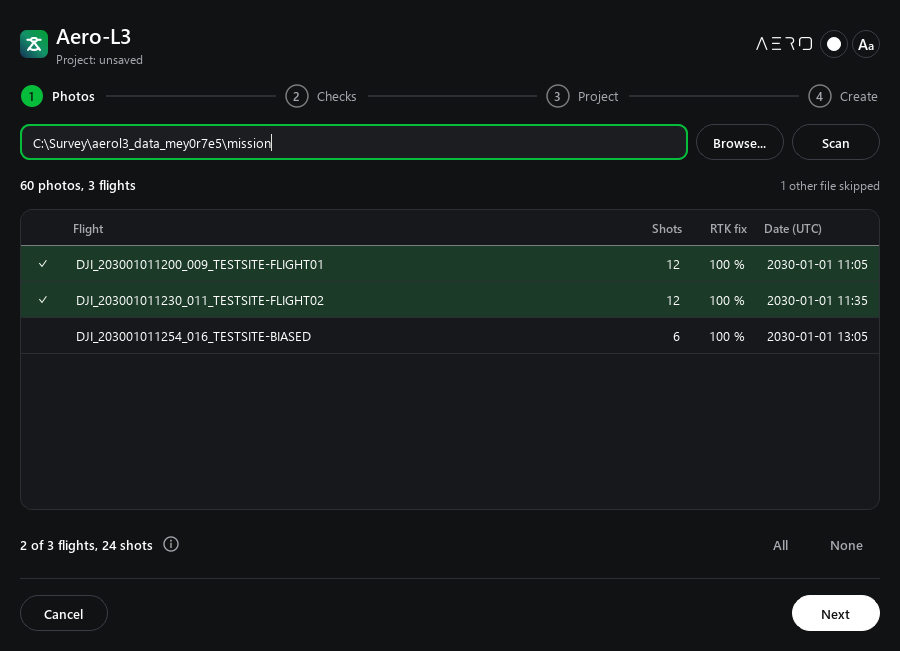 Aero-L3
Project: unsaved
AERO
Aa
1 Photos
2 Checks
3 Project
4 Create
C:\Survey\aerol3_data_mey0r7e5\mission
Browse...
Scan
60 photos, 3 flights
1 other file skipped
Flight Shots RTK fix Date (UTC)
DJI_203001011200_009_TESTSITE-FLIGHT01 12 100 % 2030-01-01 11:05
DJI_203001011230_011_TESTSITE-FLIGHT02 12 100 % 2030-01-01 11:35
DJI_203001011254_016_TESTSITE-BIASED 6 100 % 2030-01-01 13:05
2 of 3 flights, 24 shots
All
None
Cancel
Next